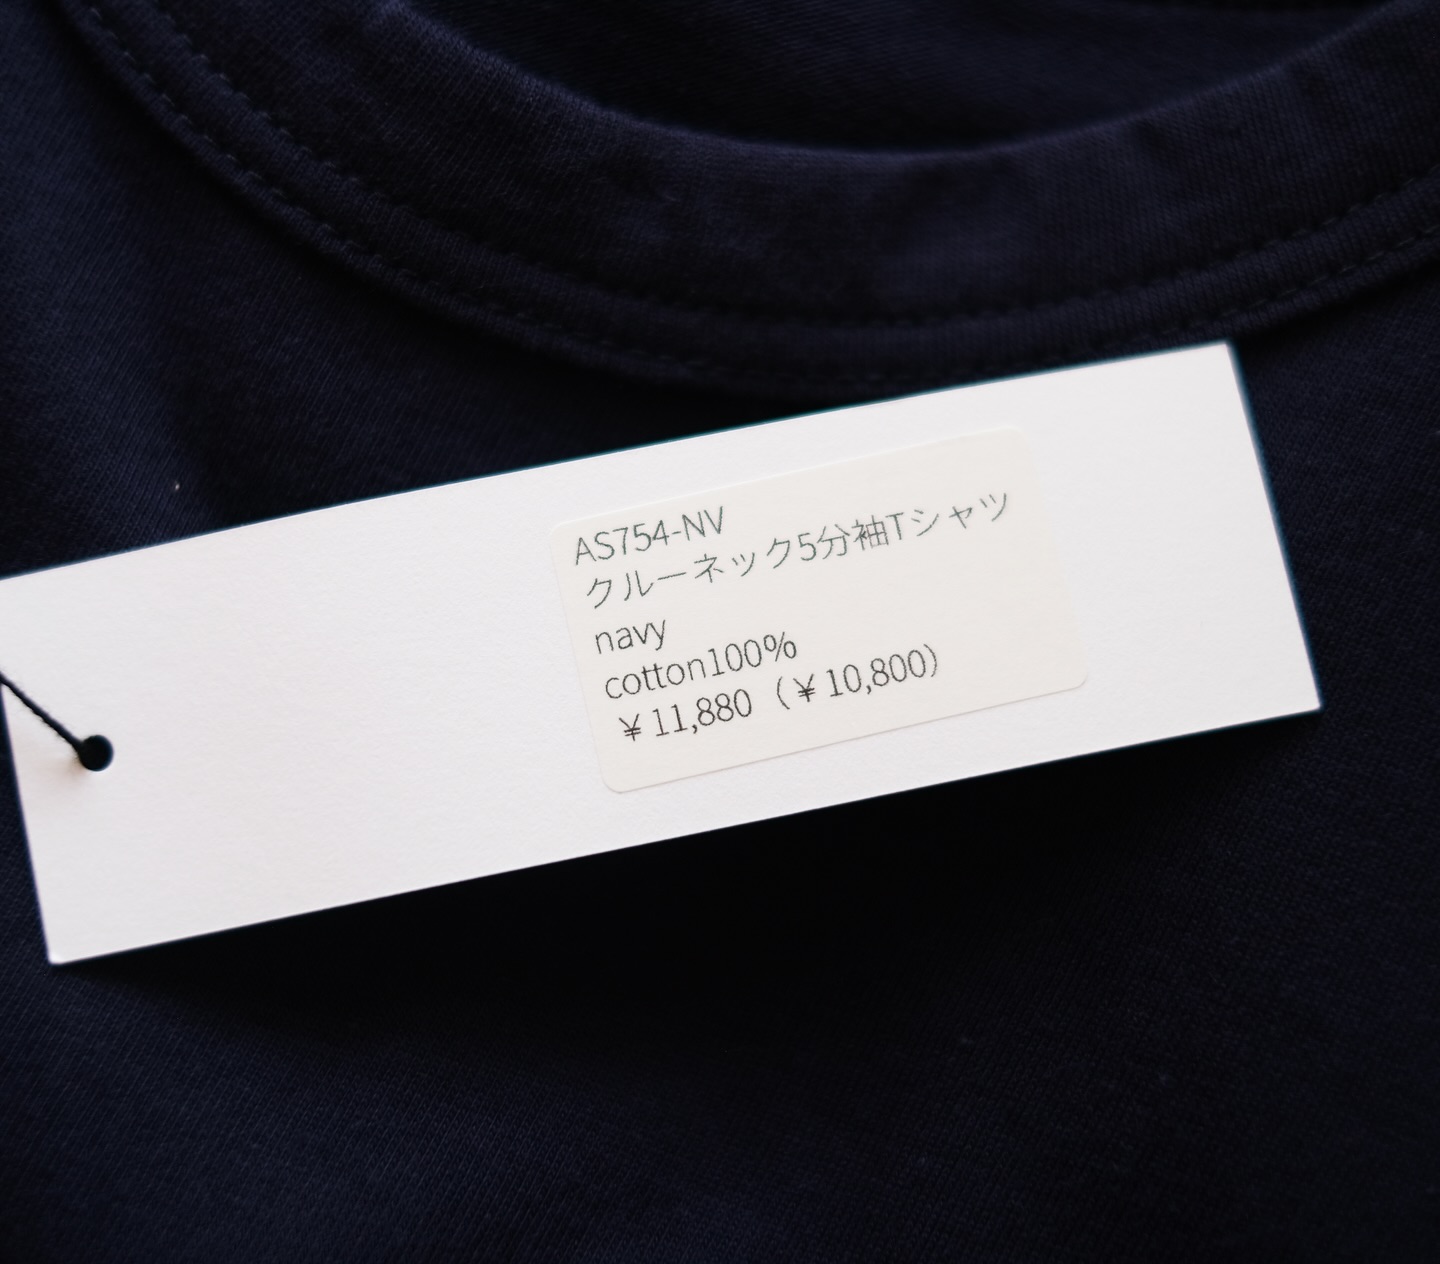 AS754-NV
クルーネック5分袖Tシャツ
navy
cotton100%
¥11,880（¥10,800）